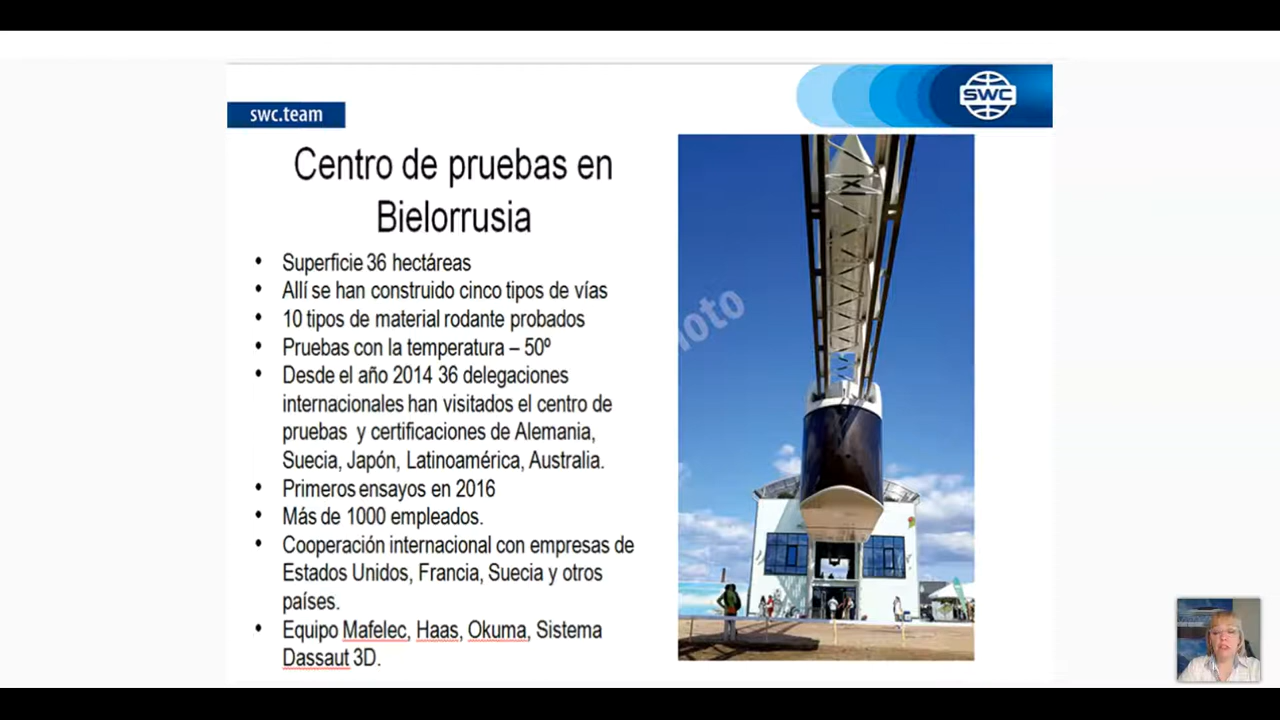 swc.team
SWC
Centro de pruebas en
Bielorrusia
• Superficie 36 hectáreas
• Allí se han construido cinco tipos de vías
• 10 tipos de material rodante probados
• Pruebas con la temperatura – 50º
• Desde el año 2014 36 delegaciones
internacionales han visitados el centro de
pruebas y certificaciones de Alemania,
Suecia, Japón, Latinoamérica, Australia.
• Primeros ensayos en 2016
• Más de 1000 empleados.
• Cooperación internacional con empresas de
Estados Unidos, Francia, Suecia y otros
países.
• Equipo Mafelec, Haas, Okuma, Sistema
Dassaut 3D.